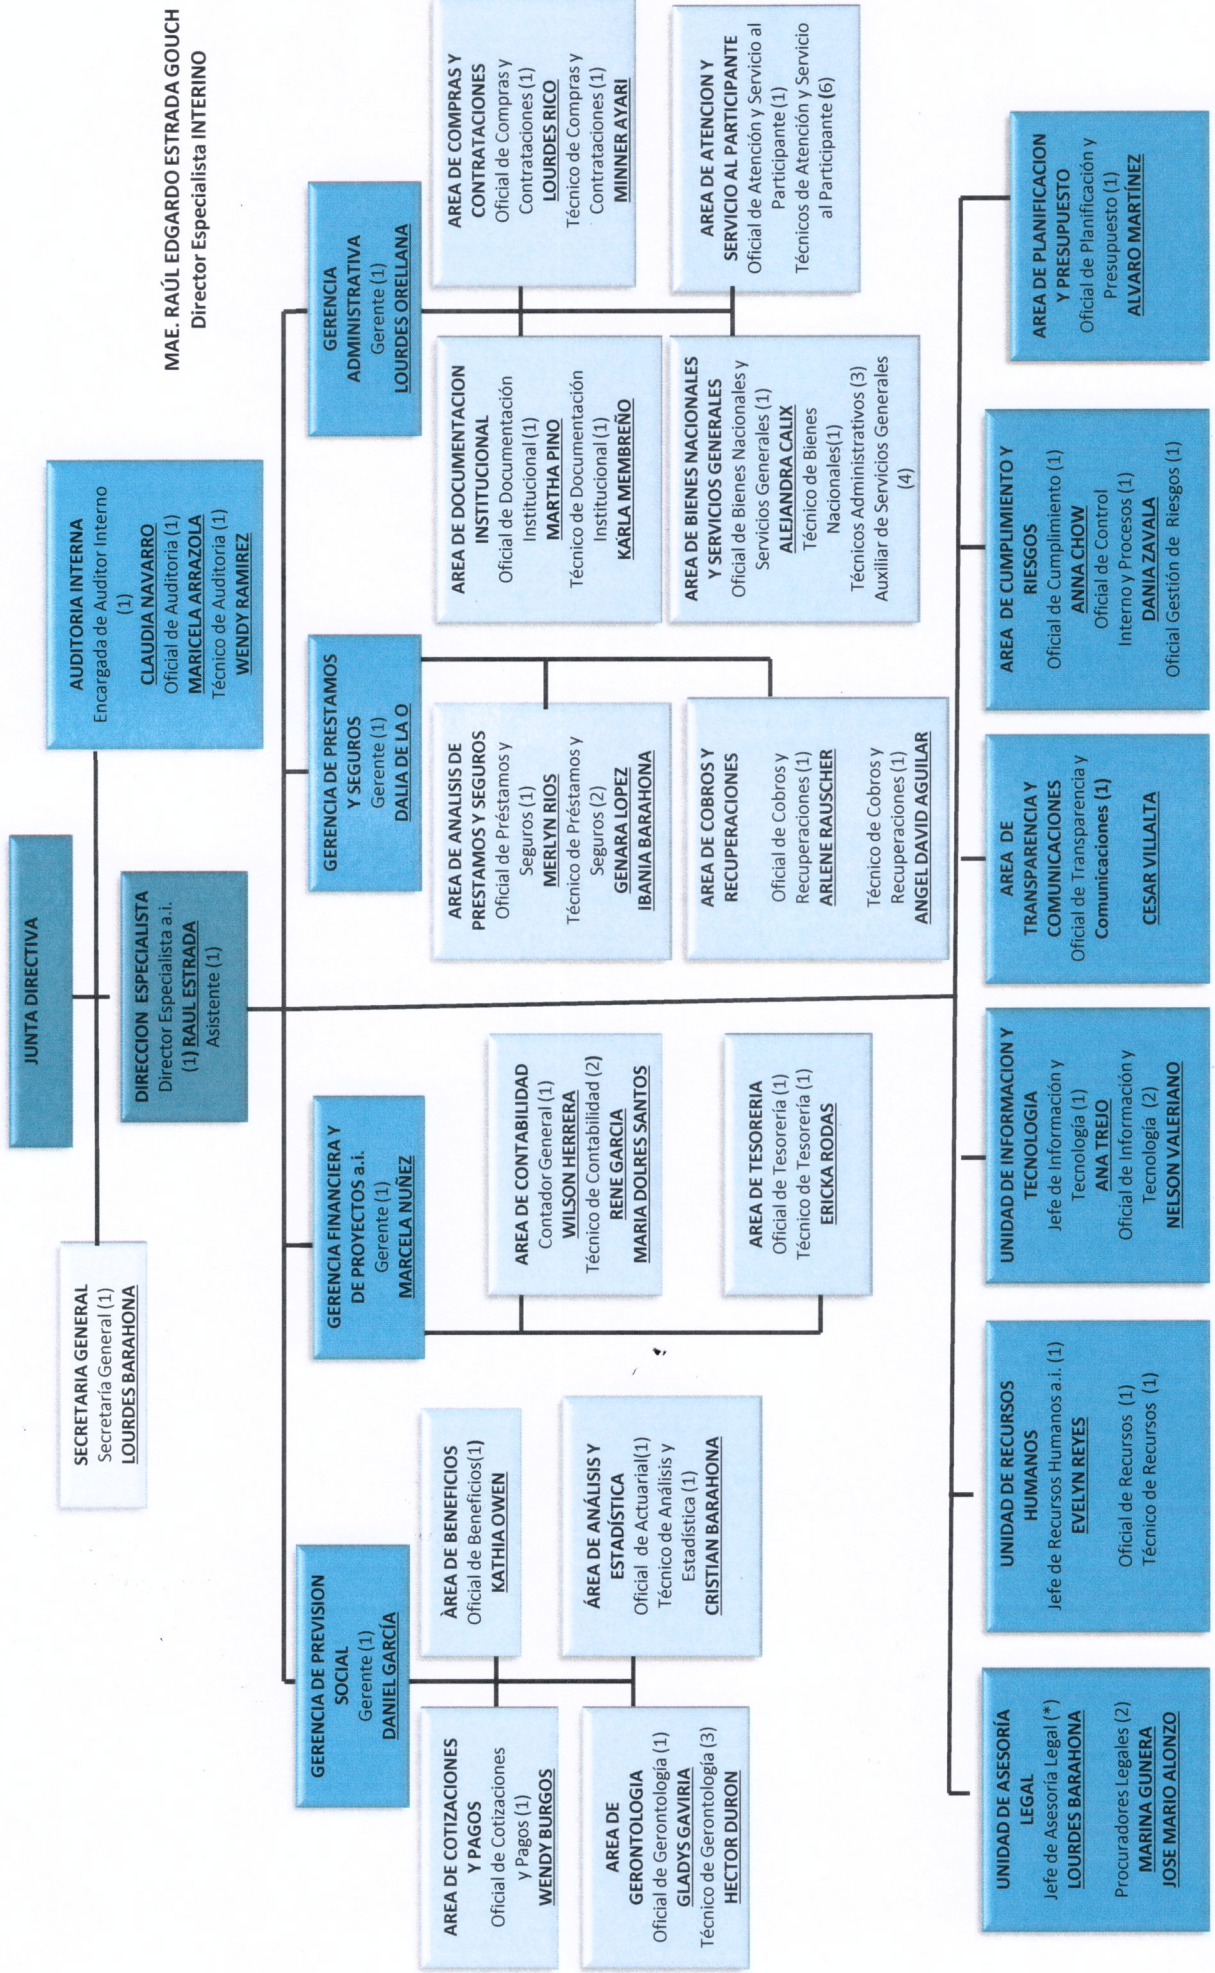 JUNTA DIRECTIVA
SECRETARIA GENERAL
Secretaría General (1)
LOURDES BARAHONA
AUDITORIA INTERNA
Encargada de Auditor Interno
(1)
CLAUDIA NAVARRO
Oficial de Auditoria (1)
MARICELA ARRAZOLA
Técnico de Auditoria (1)
WENDY RAMIREZ
DIRECCION ESPECIALISTA
Director Especialista a.i.
(1) RAUL ESTRADA
Asistente (1)
MAE. RAÚL EDGARDO ESTRADA GOUCH
Director Especialista INTERINO
GERENCIA DE PREVISION
SOCIAL
Gerente (1)
DANIEL GARCÍA
GERENCIA FINANCIERA Y
DE PROYECTOS a.i.
Gerente (1)
MARCELA NUÑEZ
GERENCIA DE PRESTAMOS
Y SEGUROS
Gerente (1)
DALIA DE LA O
GERENCIA
ADMINISTRATIVA
Gerente (1)
LOURDES ORELLANA
AREA DE COTIZACIONES
Y PAGOS
Oficial de Cotizaciones
y Pagos (1)
WENDY BURGOS
ÀREA DE BENEFICIOS
Oficial de Beneficios(1)
KATHIA OWEN
AREA DE
GERONTOLOGIA
Oficial de Gerontología (1)
GLADYS GAVIRIA
Técnico de Gerontología (3)
HECTOR DURON
ÁREA DE ANÁLISIS Y
ESTADÍSTICA
Oficial de Actuarial(1)
Técnico de Análisis y
Estadística (1)
CRISTIAN BARAHONA
AREA DE CONTABILIDAD
Contador General (1)
WILSON HERRERA
Técnico de Contabilidad (2)
RENE GARCIA
MARIA DOLRES SANTOS
AREA DE TESORERIA
Oficial de Tesorería (1)
Técnico de Tesorería (1)
ERICKA RODAS
AREA DE ANALISIS DE
PRESTAMOS Y SEGUROS
Oficial de Préstamos y
Seguros (1)
MERLYN RIOS
Técnico de Préstamos y
Seguros (2)
GENARA LOPEZ
IBANIA BARAHONA
AREA DE COBROS Y
RECUPERACIONES
Oficial de Cobros y
Recuperaciones (1)
ARLENE RAUSCHER
Técnico de Cobros y
Recuperaciones (1)
ANGEL DAVID AGUILAR
AREA DE DOCUMENTACION
INSTITUCIONAL
Oficial de Documentación
Institucional (1)
MARTHA PINO
Técnico de Documentación
Institucional (1)
KARLA MEMBREÑO
AREA DE COMPRAS Y
CONTRATACIONES
Oficial de Compras y
Contrataciones (1)
LOURDES RICO
Técnico de Compras y
Contrataciones (1)
MINNER AYARI
AREA DE BIENES NACIONALES
Y SERVICIOS GENERALES
Oficial de Bienes Nacionales y
Servicios Generales (1)
ALEJANDRA CALIX
Técnico de Bienes
Nacionales(1)
Técnicos Administrativos (3)
Auxiliar de Servicios Generales
(4)
AREA DE ATENCION Y
SERVICIO AL PARTICIPANTE
Oficial de Atención y Servicio al
Participante (1)
Técnicos de Atención y Servicio
al Participante (6)
UNIDAD DE ASESORÍA
LEGAL
Jefe de Asesoría Legal (*)
LOURDES BARAHONA
Procuradores Legales (2)
MARINA GUNERA
JOSE MARIO ALONZO
UNIDAD DE RECURSOS
HUMANOS
Jefe de Recursos Humanos a.i. (1)
EVELYN REYES
Oficial de Recursos (1)
Técnico de Recursos (1)
UNIDAD DE INFORMACION Y
TECNOLOGIA
Jefe de Información y
Tecnología (1)
ANA TREJO
Oficial de Información y
Tecnología (2)
NELSON VALERIANO
AREA DE
TRANSPARENCIA Y
COMUNICACIONES
Oficial de Transparencia y
Comunicaciones (1)
CESAR VILLALTA
AREA DE CUMPLIMIENTO Y
RIESGOS
Oficial de Cumplimiento (1)
ANNA CHOW
Oficial de Control
Interno y Procesos (1)
DANIA ZAVALA
Oficial Gestión de Riesgos (1)
AREA DE PLANIFICACION
Y PRESUPUESTO
Oficial de Planificación y
Presupuesto (1)
ALVARO MARTÍNEZ